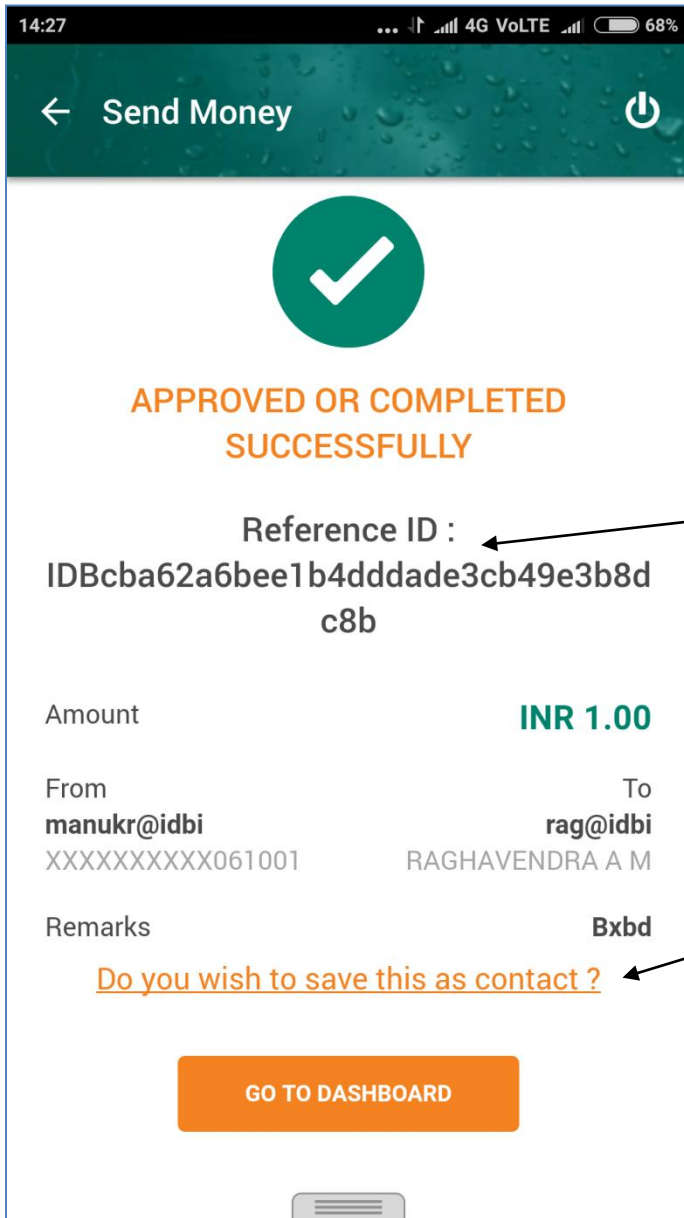 14:27 ... 4G VoLTE 68%
Send Money
APPROVED OR COMPLETED
SUCCESSFULLY
Reference ID :
IDBcba62a6bee1b4dddade3cb49e3b8d
c8b
Amount INR 1.00
From To
manukr@idbi rag@idbi
XXXXXXXXXX061001 RAGHAVENDRA A M
Remarks Bxbd
Do you wish to save this as contact ?
GO TO DASHBOARD